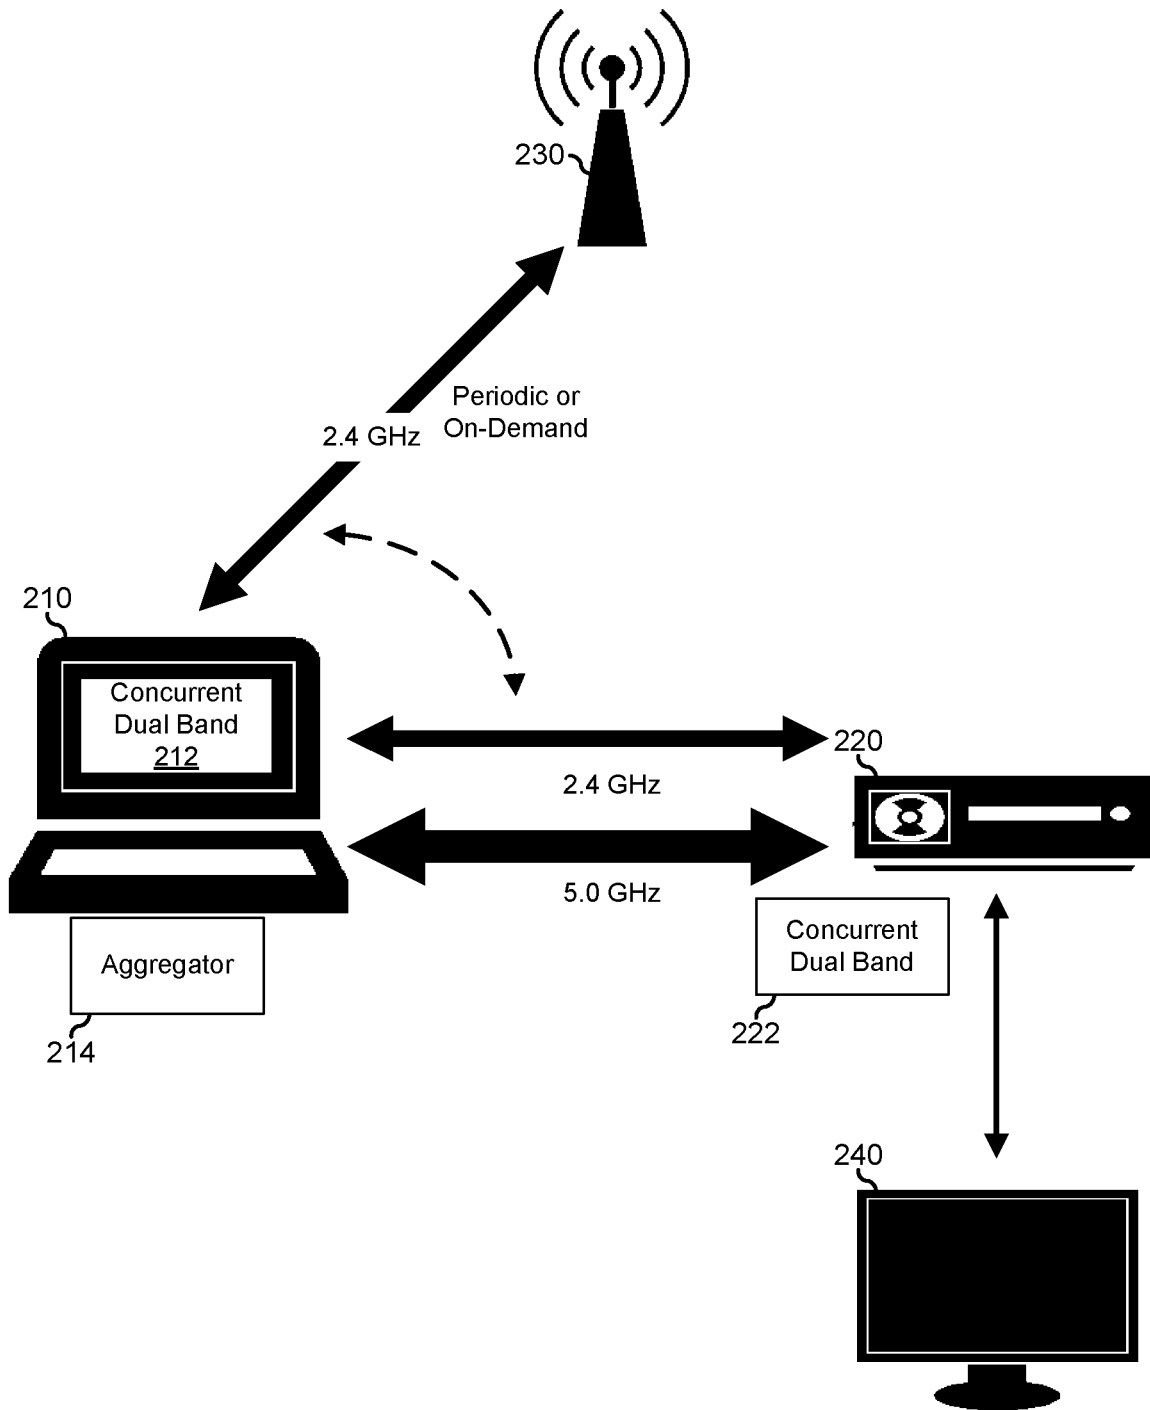 230
Periodic or
On-Demand
2.4 GHz
210
Concurrent
Dual Band
212
2.4 GHz
220
5.0 GHz
Aggregator
214
Concurrent
Dual Band
222
240